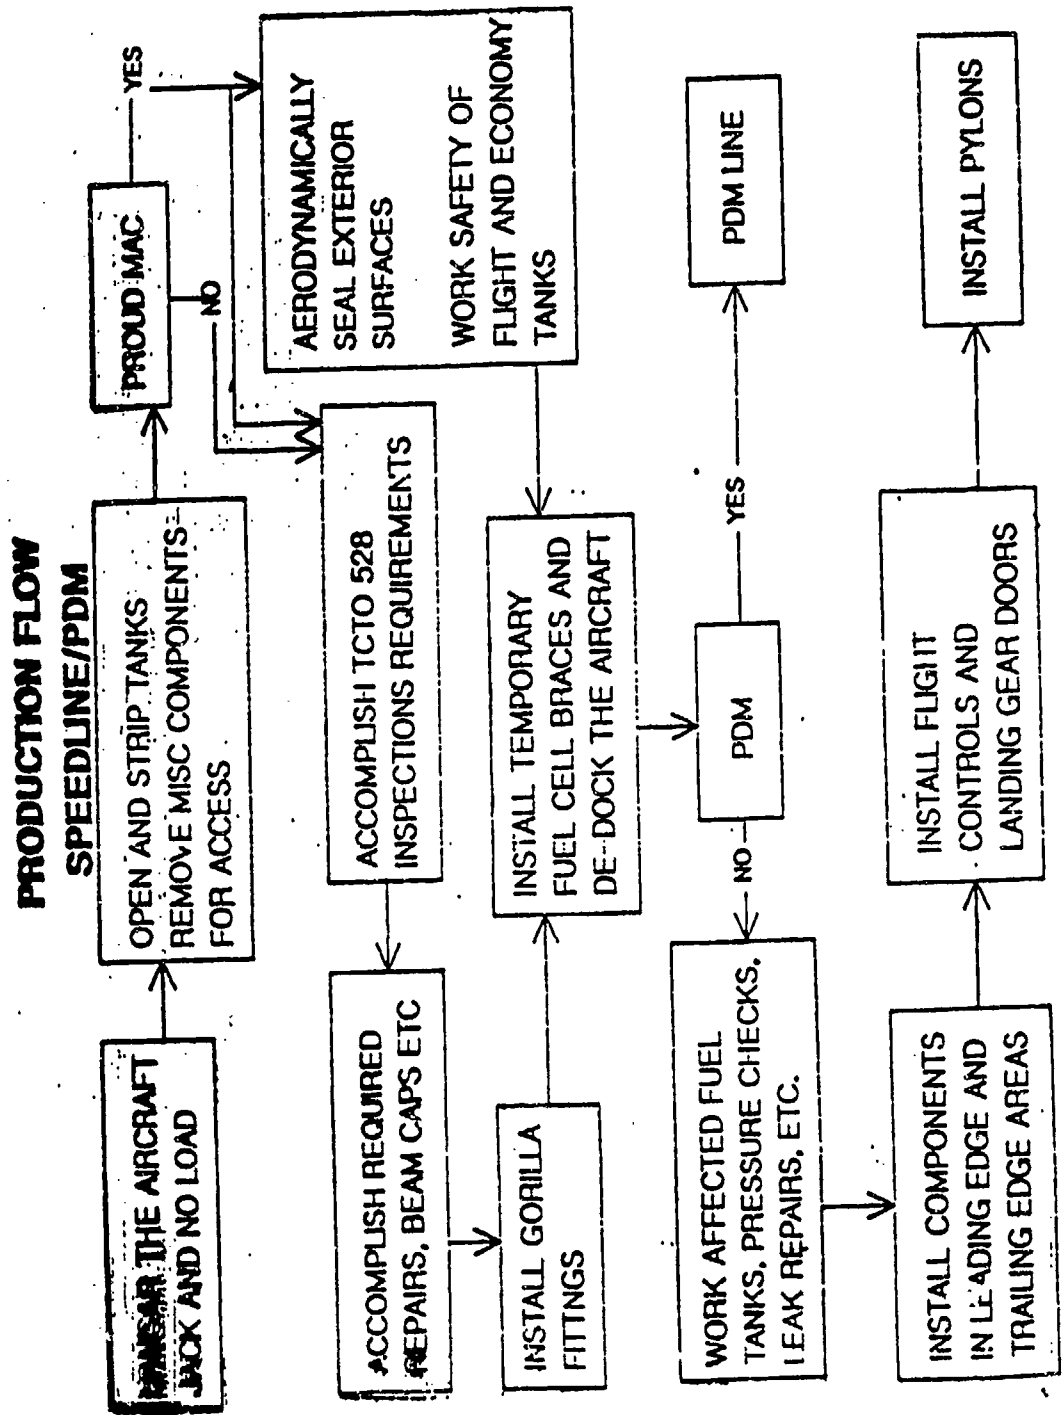 PRODUCTION FLOW
SPEEDLINE/PDM
THE AIRCRAFT
JACK AND NO LOAD
OPEN AND STRIP TANKS
REMOVE MISC COMPONENTS
FOR ACCESS
PROUD MAC
YES
NO
AERODYNAMICALLY
SEAL EXTERIOR
SURFACES
WORK SAFETY OF
FLIGHT AND ECONOMY
TANKS
ACCOMPLISH TCTO 528
INSPECTIONS REQUIREMENTS
ACCOMPLISH REQUIRED
REPAIRS, BEAM CAPS ETC
INSTALL GORILLA
FITTNGS
INSTALL TEMPORARY
FUEL CELL BRACES AND
DE-DOCK THE AIRCRAFT
PDM
YES
PDM LINE
NO
WORK AFFECTED FUEL
TANKS, PRESSURE CHECKS,
LEAK REPAIRS, ETC.
INSTALL COMPONENTS
IN LEADING EDGE AND
TRAILING EDGE AREAS
INSTALL FLIGHT
CONTROLS AND
LANDING GEAR DOORS
INSTALL PYLONS